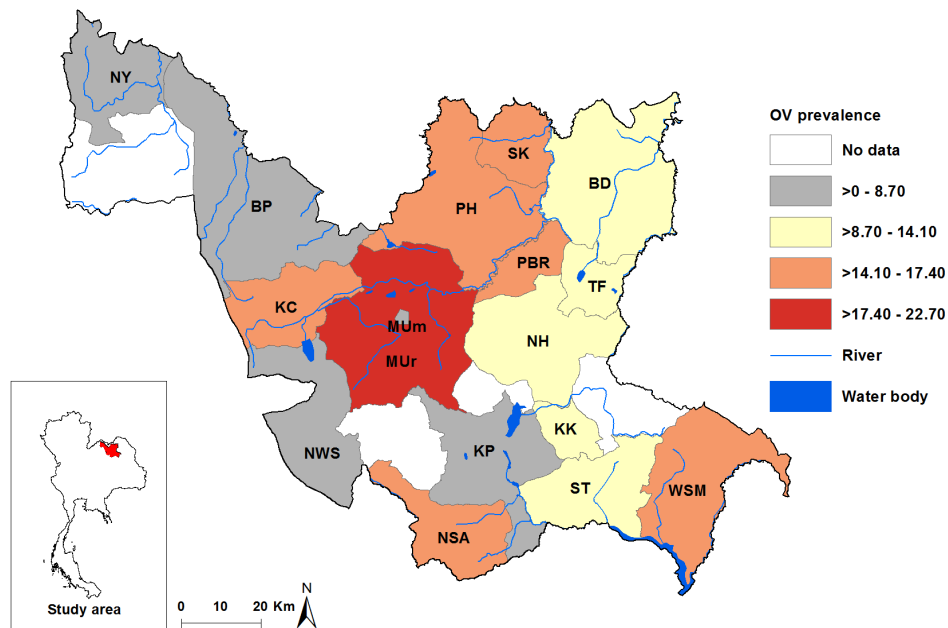 NY
SK
BD
BP
PH
PBR
TF
KC
MUm
NH
MUr
KK
NWS
KP
ST
WSM
NSA
OV prevalence
No data
>0 - 8.70
>8.70 - 14.10
>14.10 - 17.40
>17.40 - 22.70
River
Water body
Study area
N
0 10 20 Km